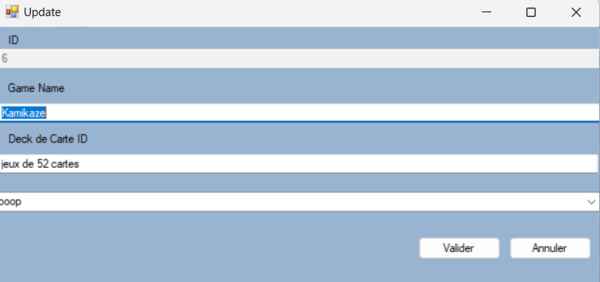 Update
ID
6
Game Name
Kamikaze
Deck de Carte ID
jeux de 52 cartes
poop
Valider
Annuler